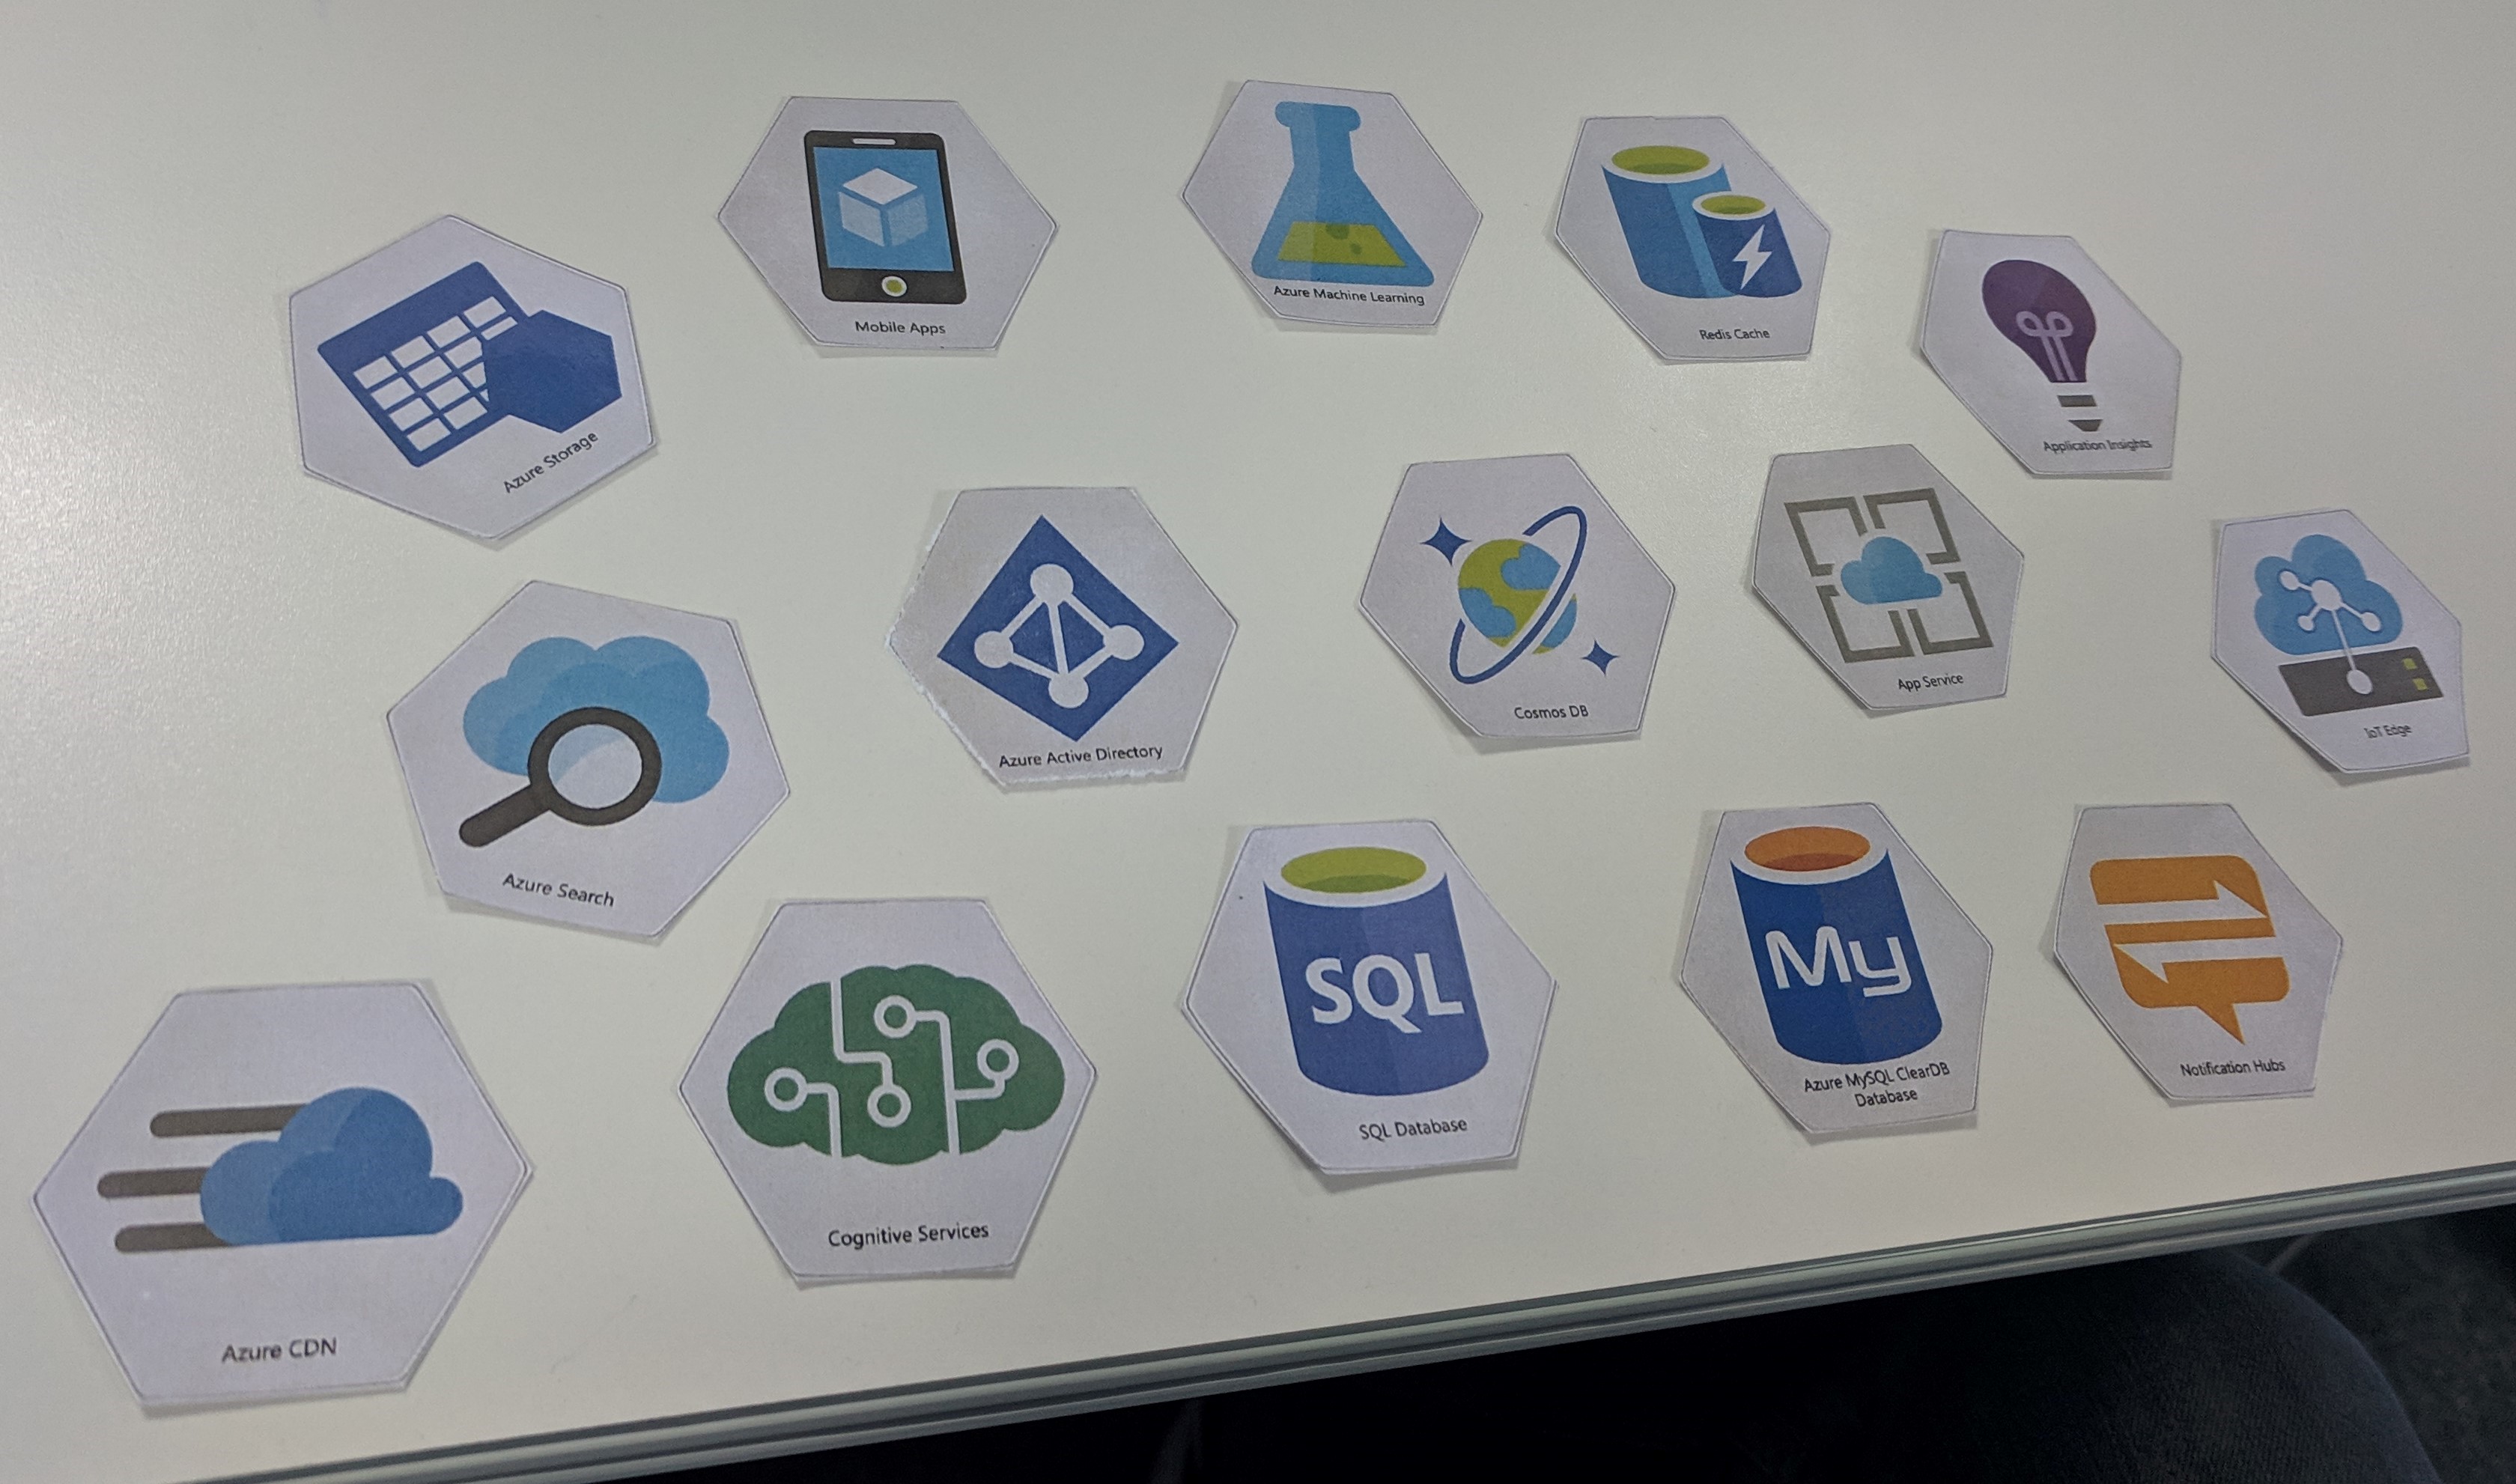 Mobile Apps
Azure Machine Learning
Redis Cache
Application Insights
Azure Storage
Azure Active Directory
Cosmos DB
App Service
IoT Edge
Azure Search
SQL
SQL Database
My
Azure MySQL ClearDB
Database
Notification Hubs
Cognitive Services
Azure CDN